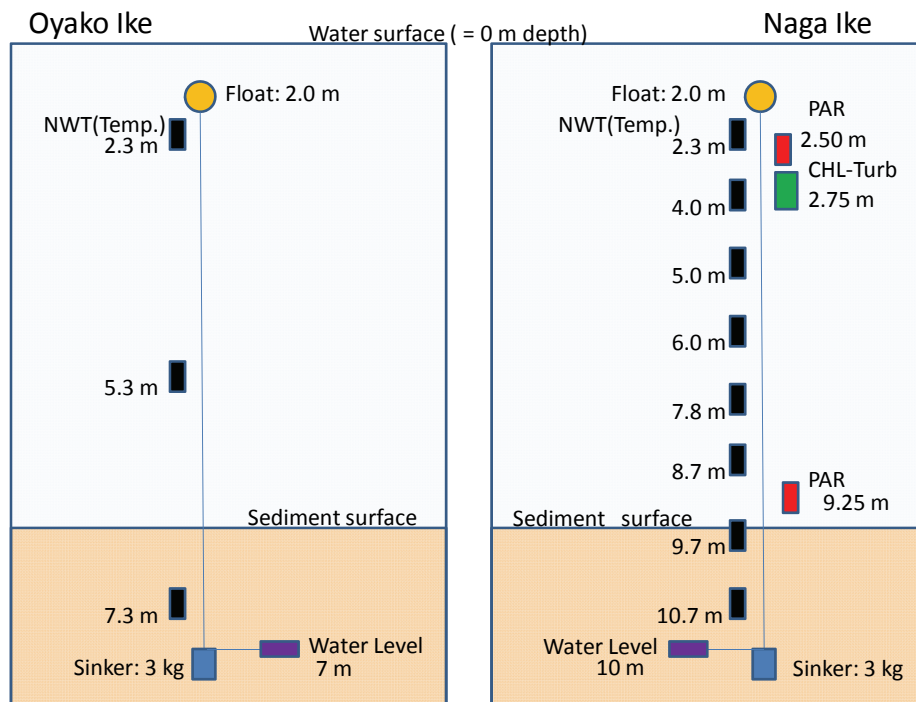 Oyako Ike
Water surface ( = 0 m depth)
Naga Ike
Float: 2.0 m
NWT(Temp.)
2.3 m
5.3 m
Sediment surface
7.3 m
Water Level
7 m
Sinker: 3 kg
Float: 2.0 m
NWT(Temp.)
2.3 m
PAR
2.50 m
CHL-Turb
2.75 m
4.0 m
5.0 m
6.0 m
7.8 m
8.7 m
PAR
9.25 m
Sediment surface
9.7 m
10.7 m
Water Level
10 m
Sinker: 3 kg